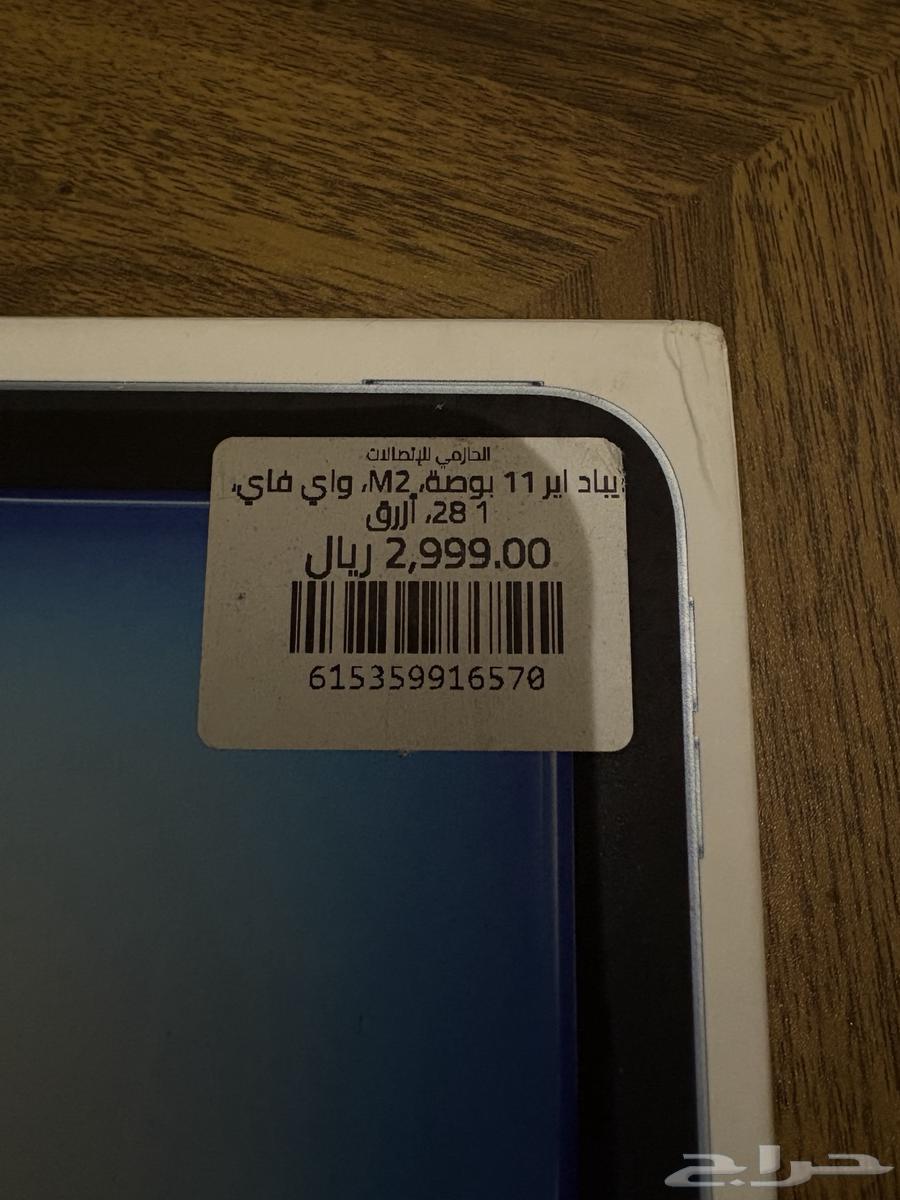 الحازمي للإتصالات
يباد اير 11 بوصة، M2، واي فاي،
1 28، أزرق
2,999.00 ريال
615359916570
حراج